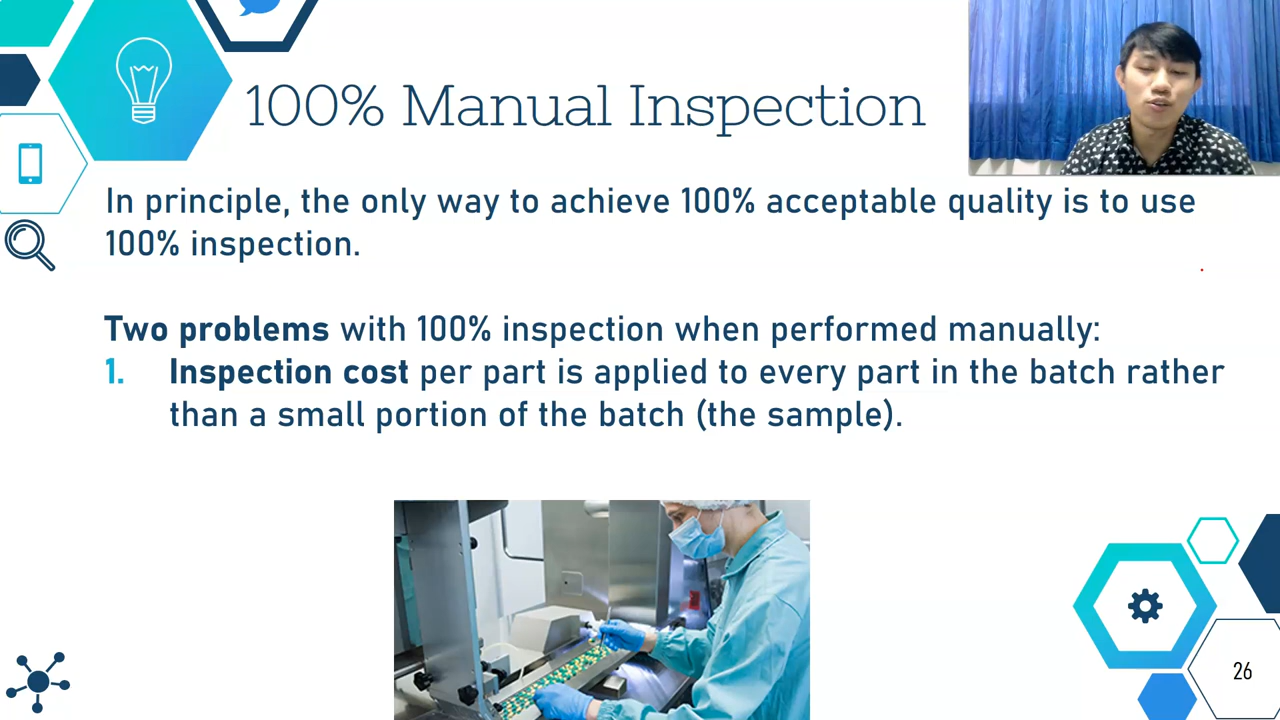 100% Manual Inspection
In principle, the only way to achieve 100% acceptable quality is to use
100% inspection.
Two problems with 100% inspection when performed manually:
1. Inspection cost per part is applied to every part in the batch rather
than a small portion of the batch (the sample).
26